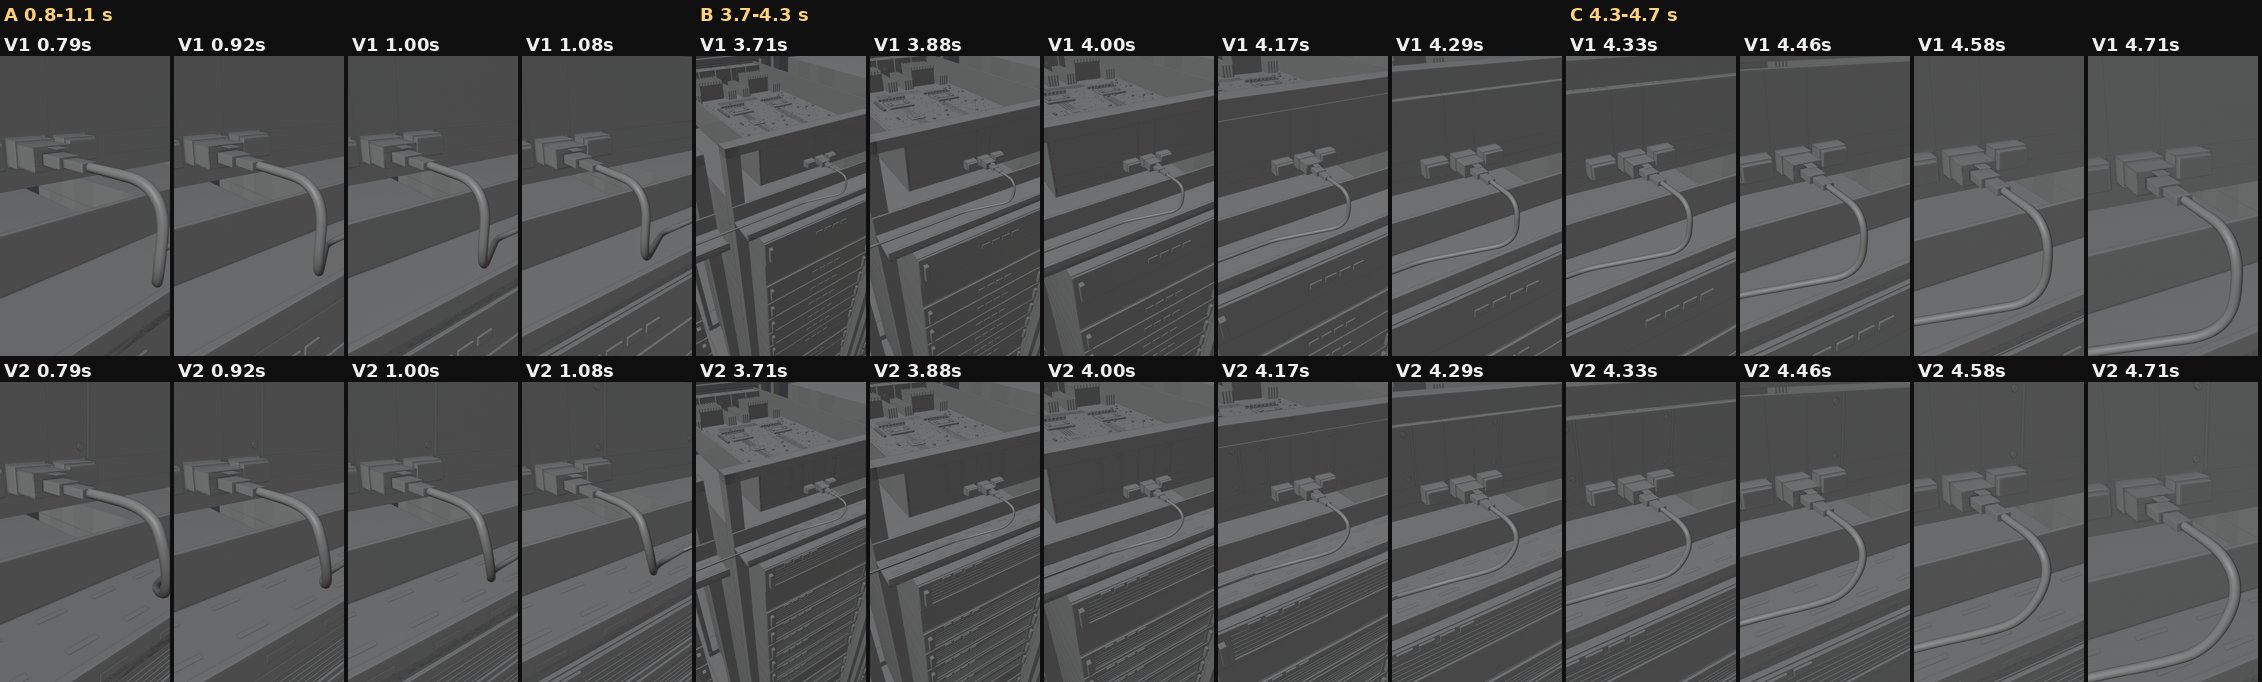 A 0.8-1.1 s
B 3.7-4.3 s
C 4.3-4.7 s
V1 0.79s
V1 0.92s
V1 1.00s
V1 1.08s
V1 3.71s
V1 3.88s
V1 4.00s
V1 4.17s
V1 4.29s
V1 4.33s
V1 4.46s
V1 4.58s
V1 4.71s
V2 0.79s
V2 0.92s
V2 1.00s
V2 1.08s
V2 3.71s
V2 3.88s
V2 4.00s
V2 4.17s
V2 4.29s
V2 4.33s
V2 4.46s
V2 4.58s
V2 4.71s